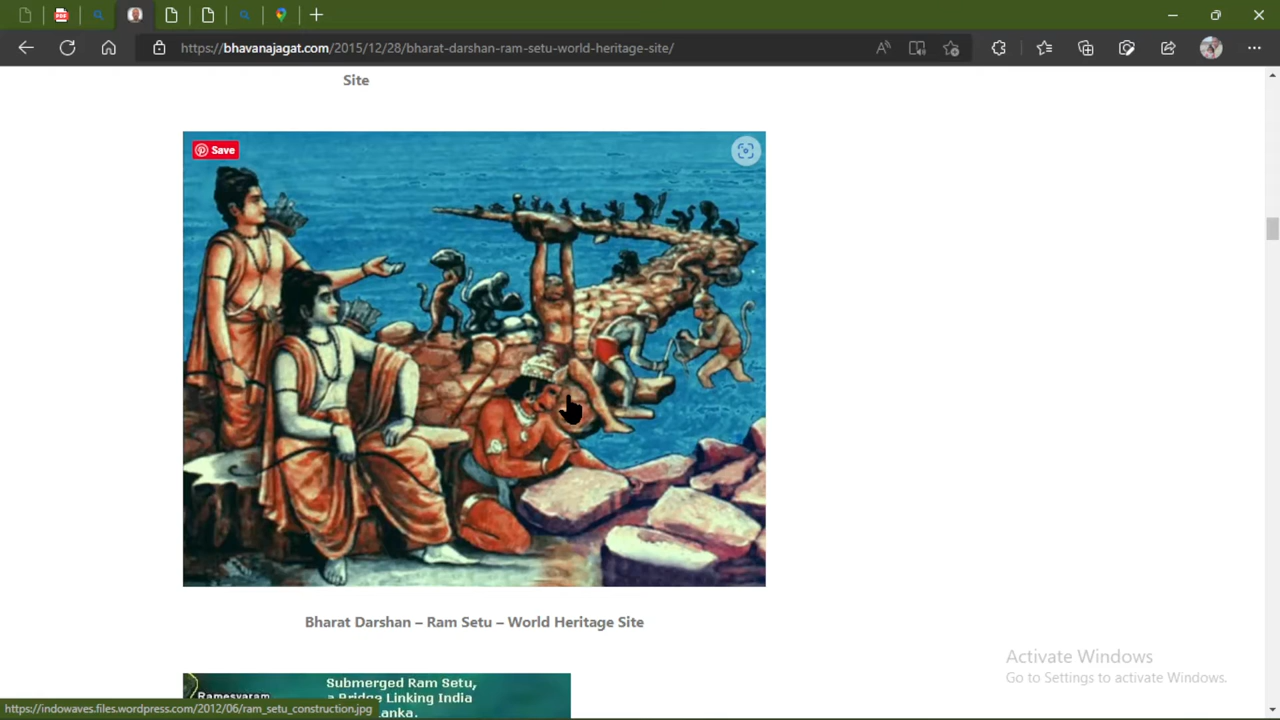 https://bhavanajagat.com/2015/12/28/bharat-darshan-ram-setu-world-heritage-site/
Site
Save
Bharat Darshan – Ram Setu – World Heritage Site
Submerged Ram Setu,
Ramesvaram
a Bridge Linking India
anka.
Activate Windows
Go to Settings to activate Windows.
https://indowaves.files.wordpress.com/2012/06/ram_setu_construction.jpg